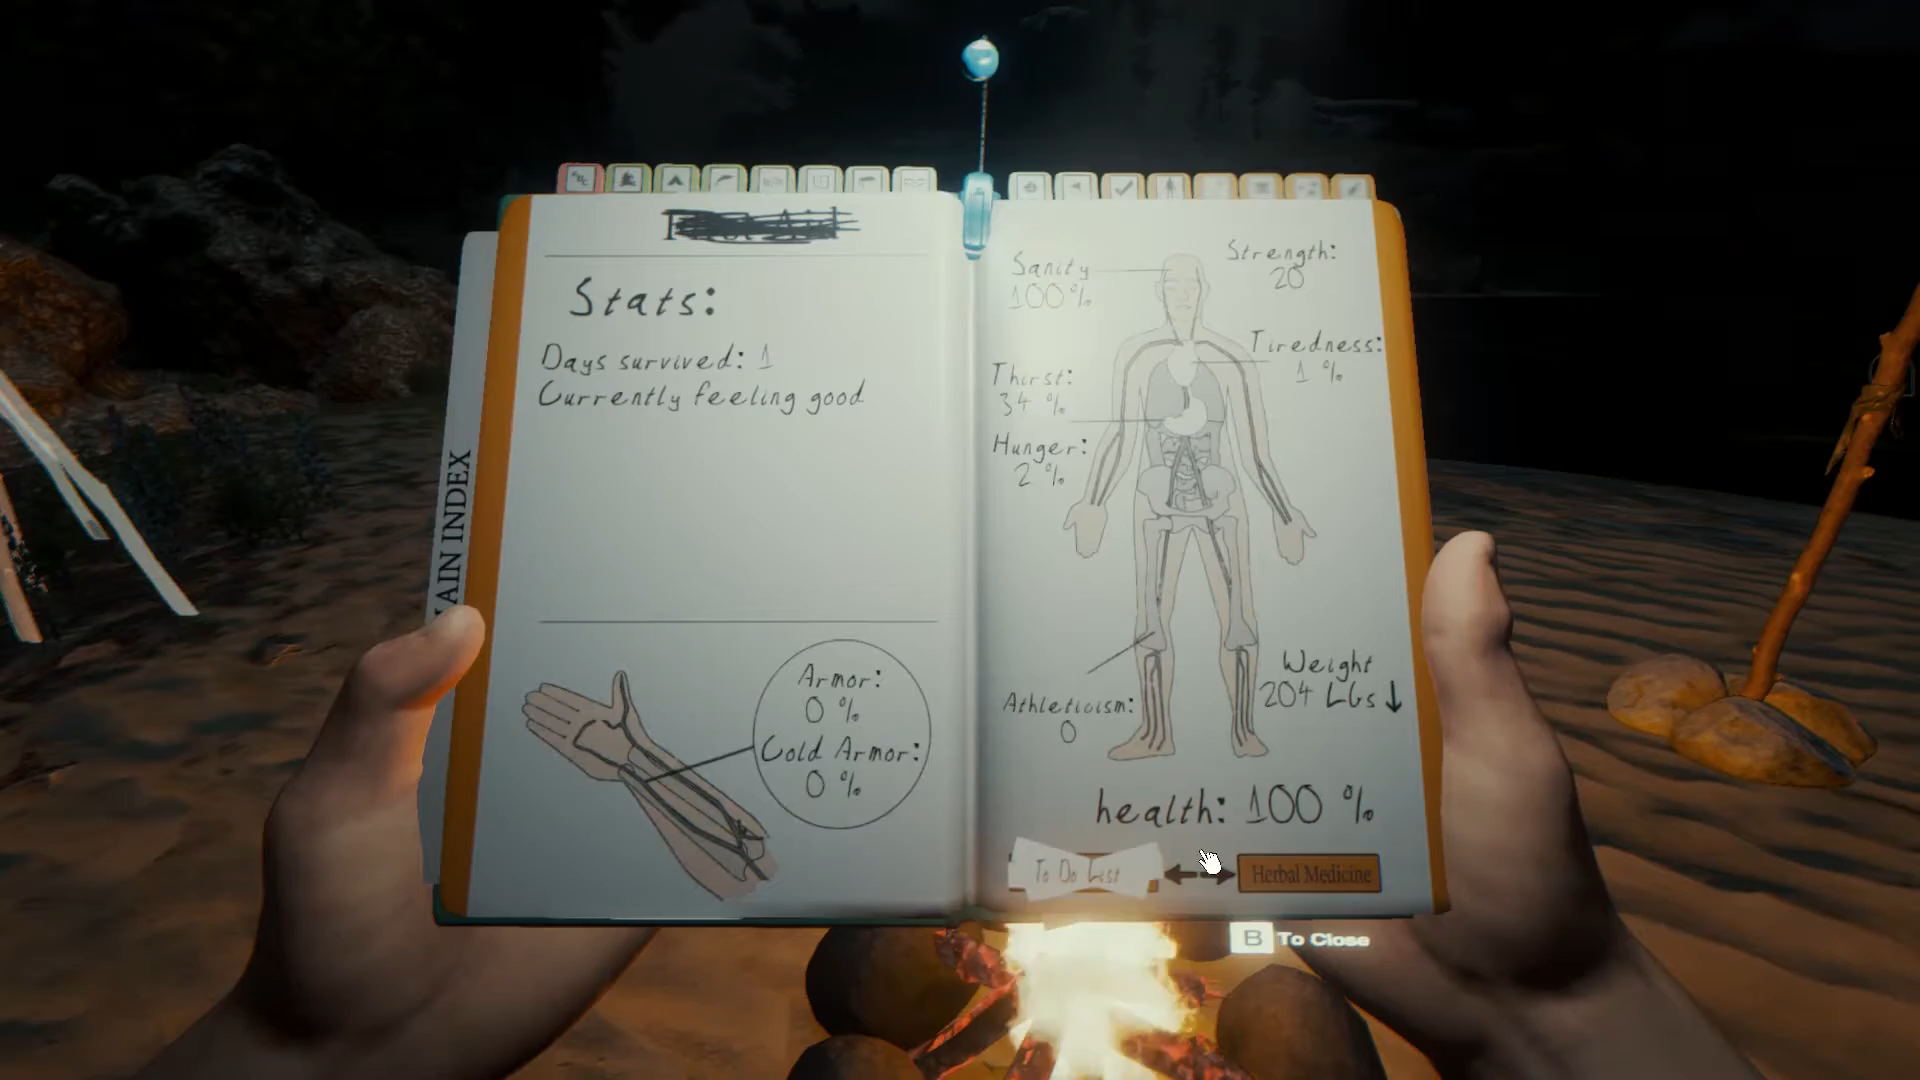 Stats:
Days survived: 1
Currently feeling good
MAIN INDEX
Armor:
0 %
Cold Armor:
0 %
Sanity
100 %
Strength:
20
Tiredness:
1 %
Thirst:
34 %
Hunger:
2 %
Athleticism:
0
Weight
204 LGs
health: 100 %
To Do List
Herbal Medicine
B To Close